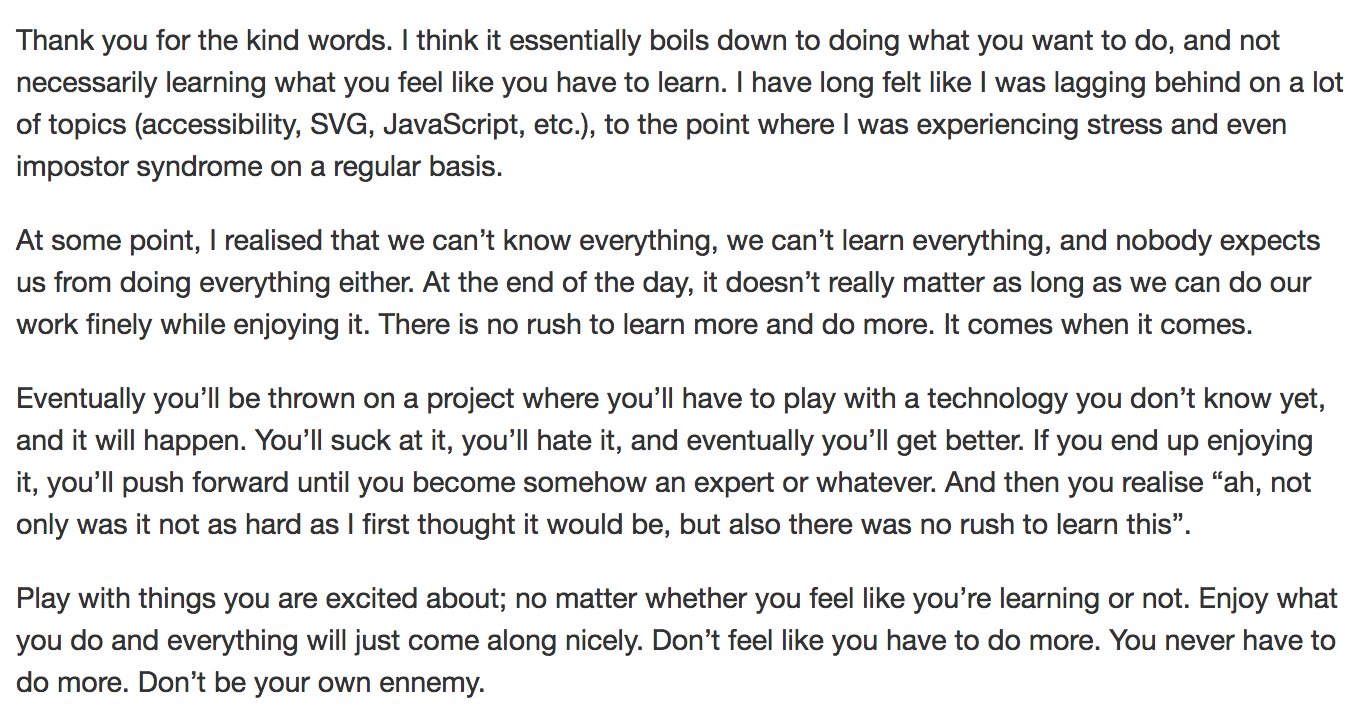 Thank you for the kind words. I think it essentially boils down to doing what you want to do, and not
necessarily learning what you feel like you have to learn. I have long felt like I was lagging behind on a lot
of topics (accessibility, SVG, JavaScript, etc.), to the point where I was experiencing stress and even
impostor syndrome on a regular basis.
At some point, I realised that we can’t know everything, we can’t learn everything, and nobody expects
us from doing everything either. At the end of the day, it doesn’t really matter as long as we can do our
work finely while enjoying it. There is no rush to learn more and do more. It comes when it comes.
Eventually you’ll be thrown on a project where you’ll have to play with a technology you don’t know yet,
and it will happen. You’ll suck at it, you’ll hate it, and eventually you’ll get better. If you end up enjoying
it, you’ll push forward until you become somehow an expert or whatever. And then you realise “ah, not
only was it not as hard as I first thought it would be, but also there was no rush to learn this”.
Play with things you are excited about; no matter whether you feel like you’re learning or not. Enjoy what
you do and everything will just come along nicely. Don’t feel like you have to do more. You never have to
do more. Don’t be your own ennemy.